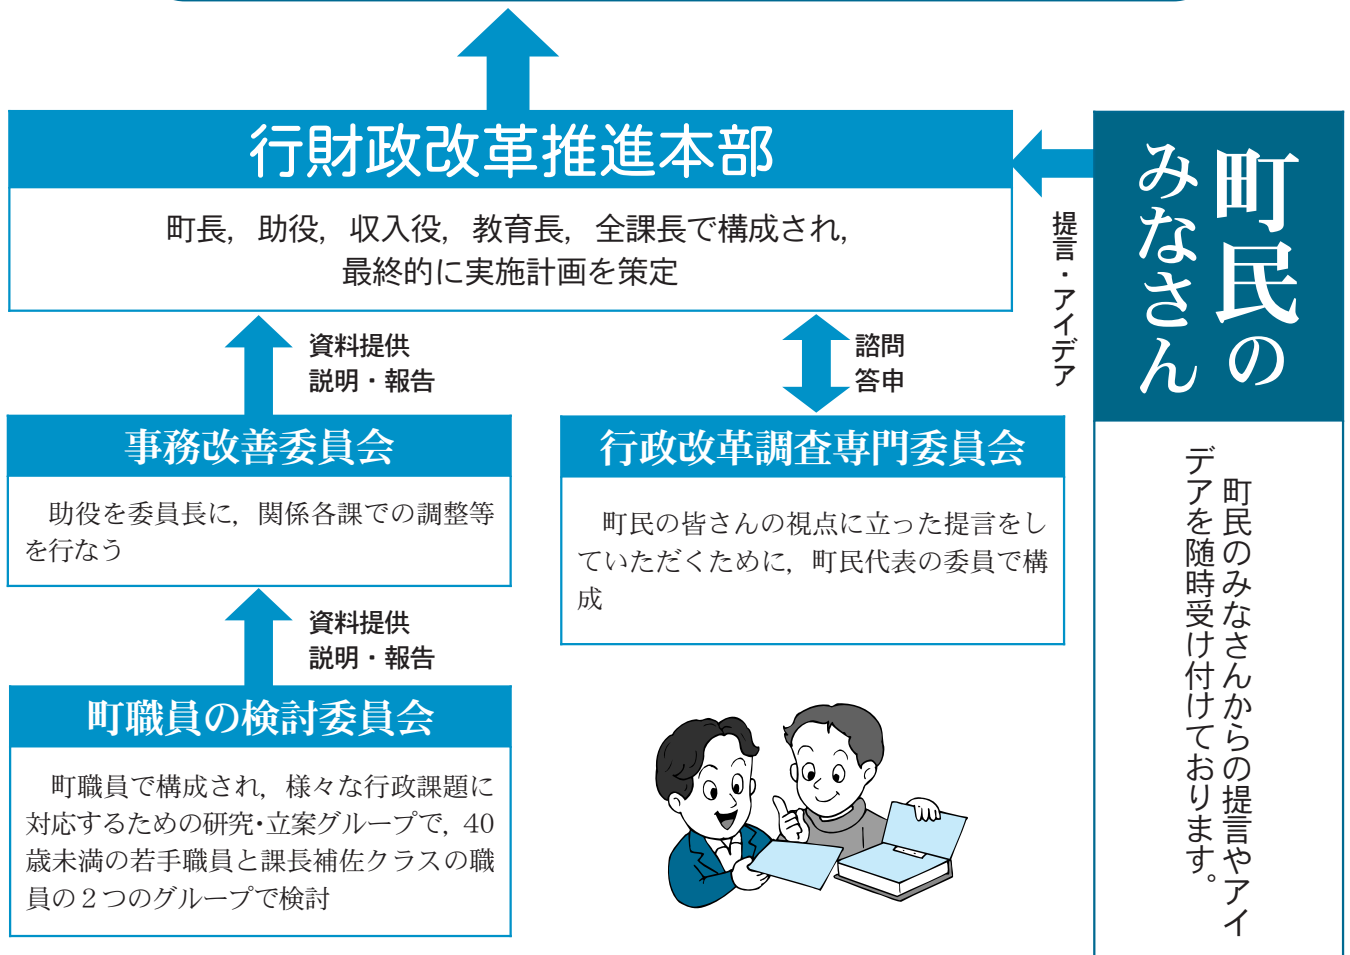 行財政改革推進本部
町長，助役，収入役，教育長，全課長で構成され，
最終的に実施計画を策定
資料提供
説明・報告
諮問
答申
事務改善委員会
助役を委員長に，関係各課での調整等
を行なう
行政改革調査専門委員会
町民の皆さんの視点に立った提言をし
ていただくために，町民代表の委員で構
成
資料提供
説明・報告
町職員の検討委員会
町職員で構成され，様々な行政課題に
対応するための研究・立案グループで，40
歳未満の若手職員と課長補佐クラスの職
員の２つのグループで検討
提言・アイデア
町民の
みなさん
町民のみなさんからの提言やアイ
デアを随時受け付けております。